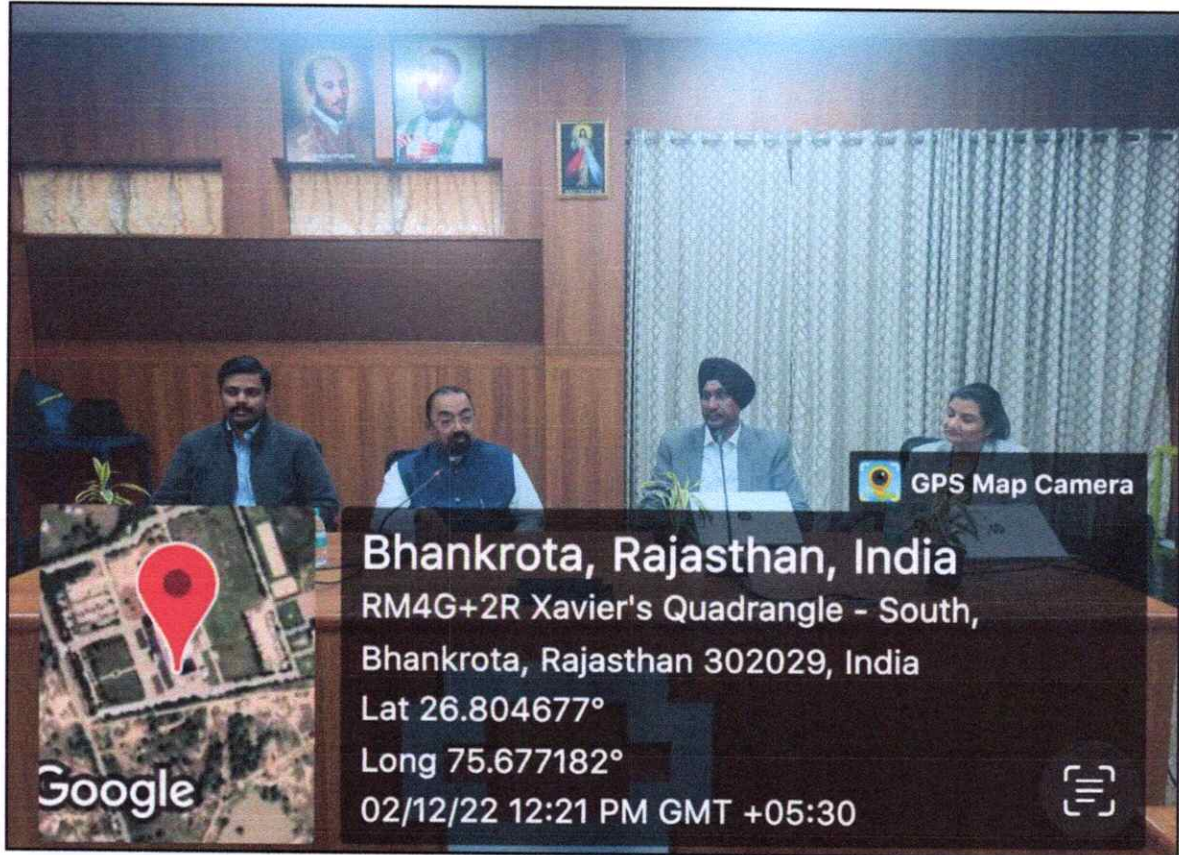 GPS Map Camera
Bhankrota, Rajasthan, India
RM4G+2R Xavier's Quadrangle - South,
Bhankrota, Rajasthan 302029, India
Lat 26.804677°
Long 75.677182°
02/12/22 12:21 PM GMT +05:30
Google